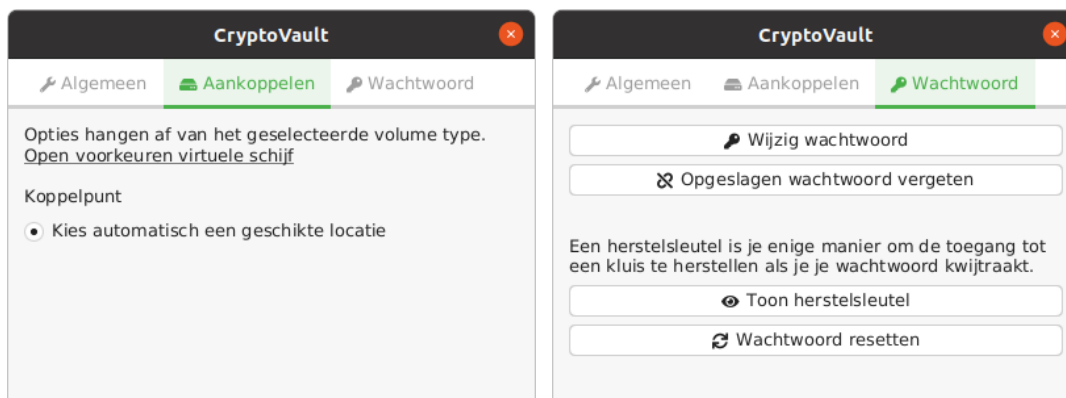 CryptoVault
Algemeen Aankoppelen Wachtwoord
Opties hangen af van het geselecteerde volume type.
Open voorkeuren virtuele schijf
Koppelpunt
Kies automatisch een geschikte locatie
CryptoVault
Algemeen Aankoppelen Wachtwoord
Wijzig wachtwoord
Opgeslagen wachtwoord vergeten
Een herstelsleutel is je enige manier om de toegang tot
een kluis te herstellen als je je wachtwoord kwijtraakt.
Toon herstelsleutel
Wachtwoord resetten